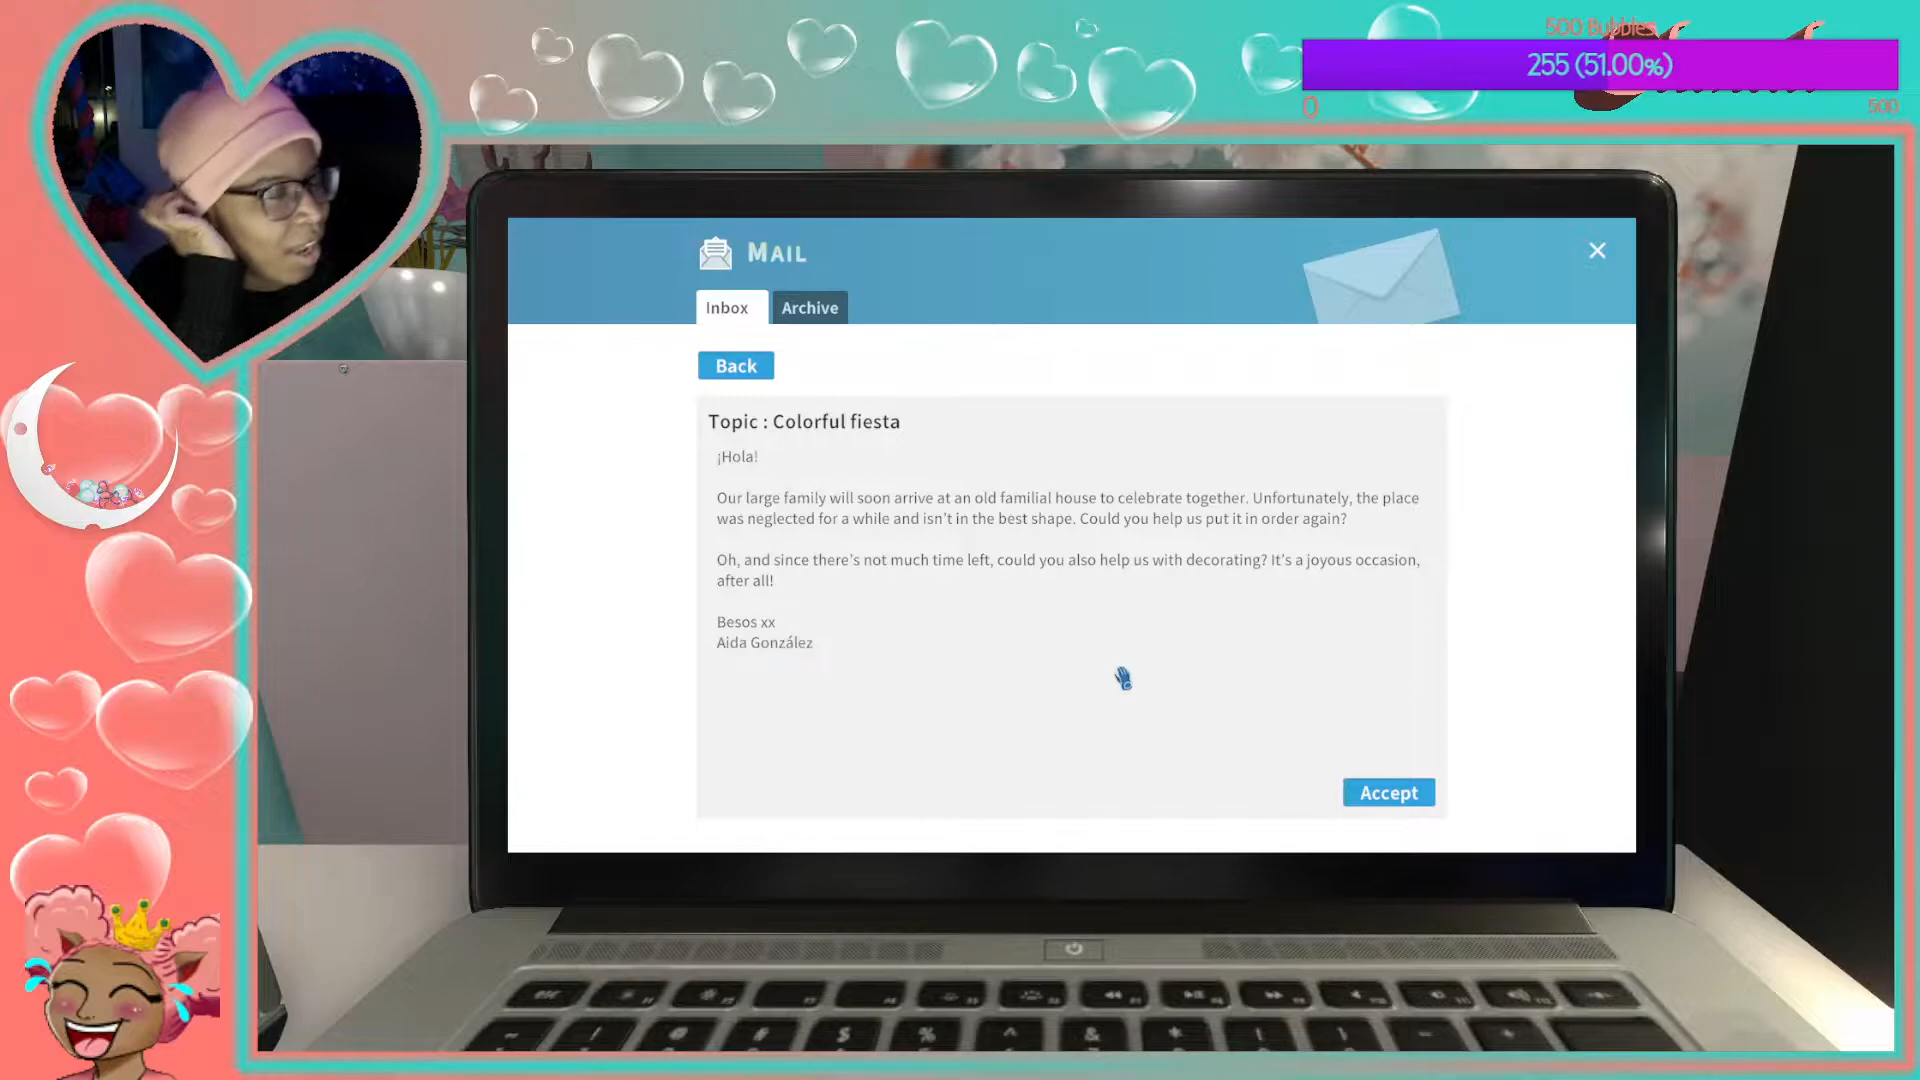 500 Bubbles
255 (51.00%)
0
500
MAIL
Inbox
Archive
Back
Topic : Colorful fiesta
¡Hola!
Our large family will soon arrive at an old familial house to celebrate together. Unfortunately, the place
was neglected for a while and isn't in the best shape. Could you help us put it in order again?
Oh, and since there's not much time left, could you also help us with decorating? It's a joyous occasion,
after all!
Besos xx
Aida González
Accept
esc
~ ! @ # $ % ^ & *